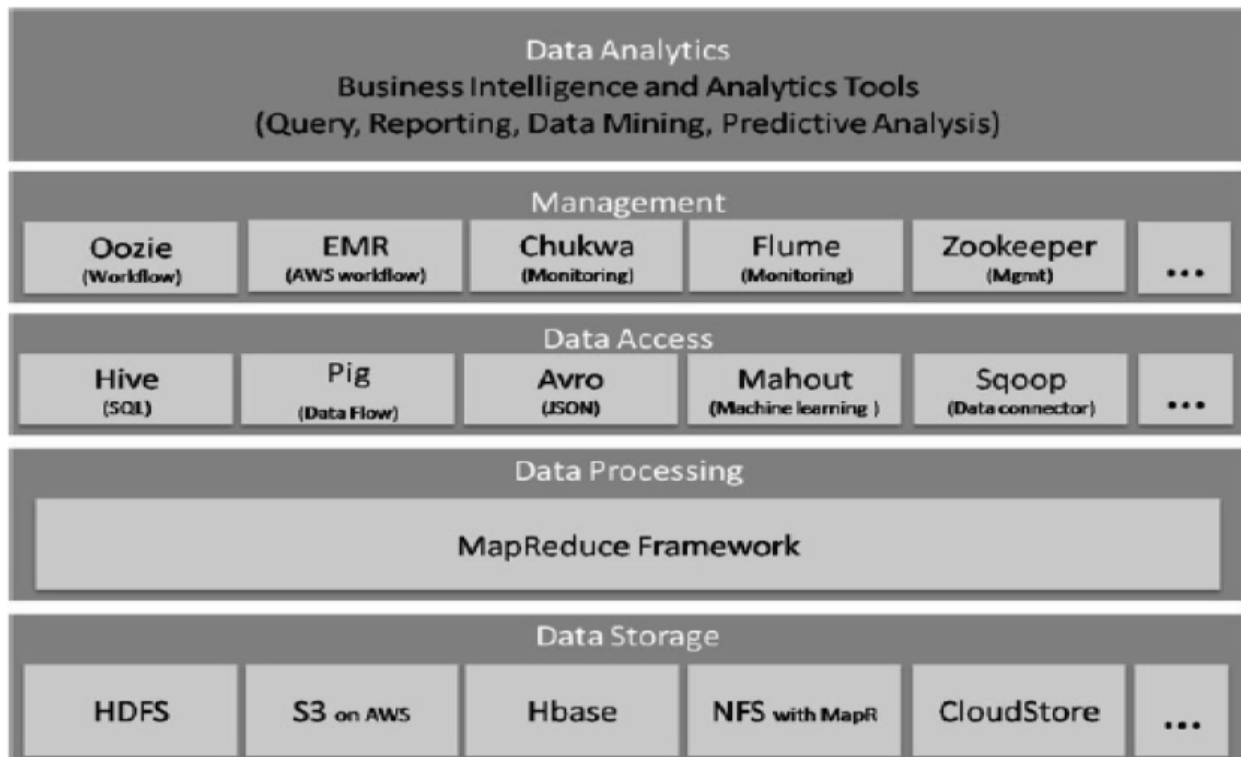 Data Analytics
Business Intelligence and Analytics Tools
(Query, Reporting, Data Mining, Predictive Analysis)
Management
Oozie
(Workflow)
EMR
(AWS workflow)
Chukwa
(Monitoring)
Flume
(Monitoring)
Zookeeper
(Mgmt)
...
Data Access
Hive
(SQL)
Pig
(Data Flow)
Avro
(JSON)
Mahout
(Machine learning )
Sqoop
(Data connector)
...
Data Processing
MapReduce Framework
Data Storage
HDFS
S3 on AWS
Hbase
NFS with MapR
CloudStore
...